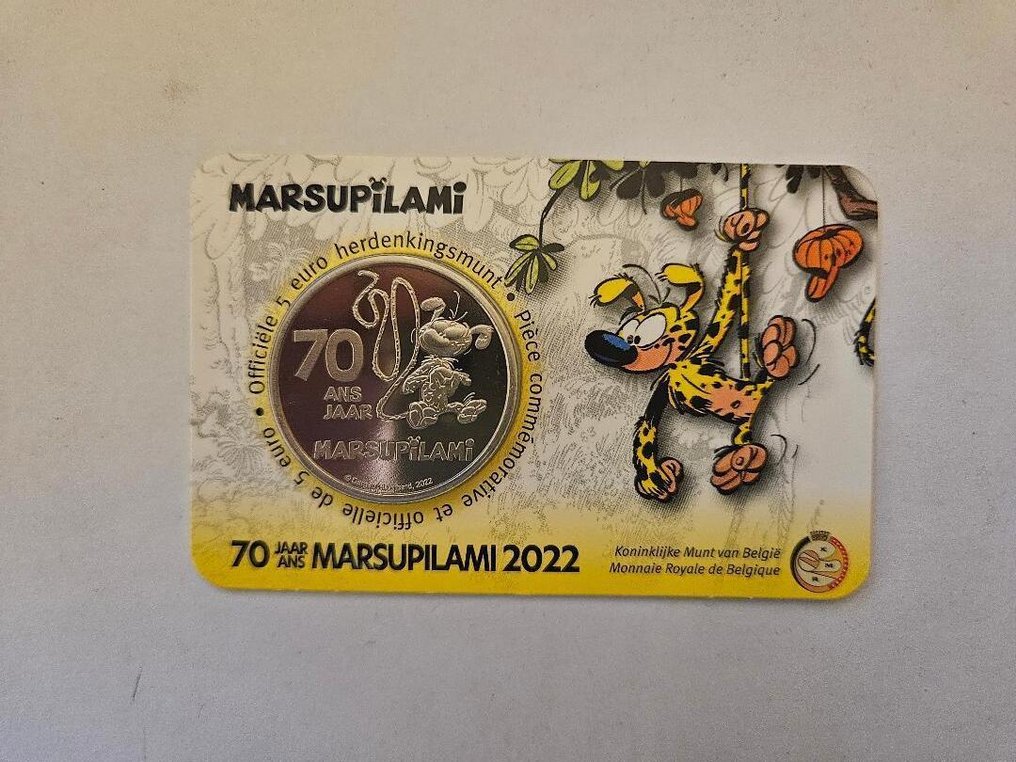 MARSUPiLAMi
• Officiële 5 euro herdenkingsmunt • Pièce commémorative et officielle de 5 euro
70
ANS
JAAR
MARSUPiLAMi
2022
70 JAAR ANS MARSUPILAMI 2022
Koninklijke Munt van België
Monnaie Royale de Belgique